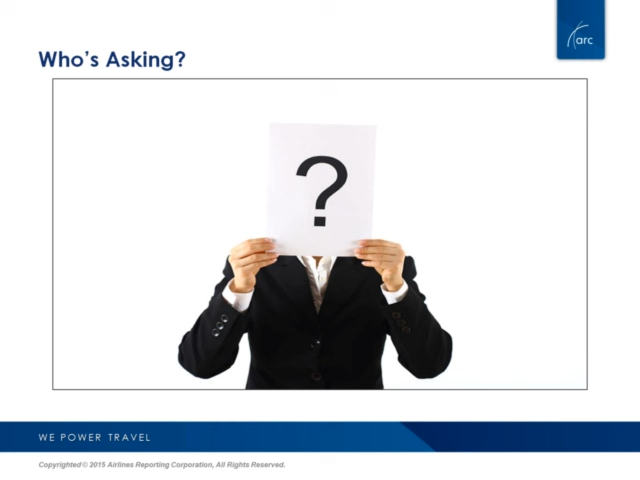 arc
Who's Asking?
?
WE POWER TRAVEL
Copyrighted © 2015 Airlines Reporting Corporation, All Rights Reserved.